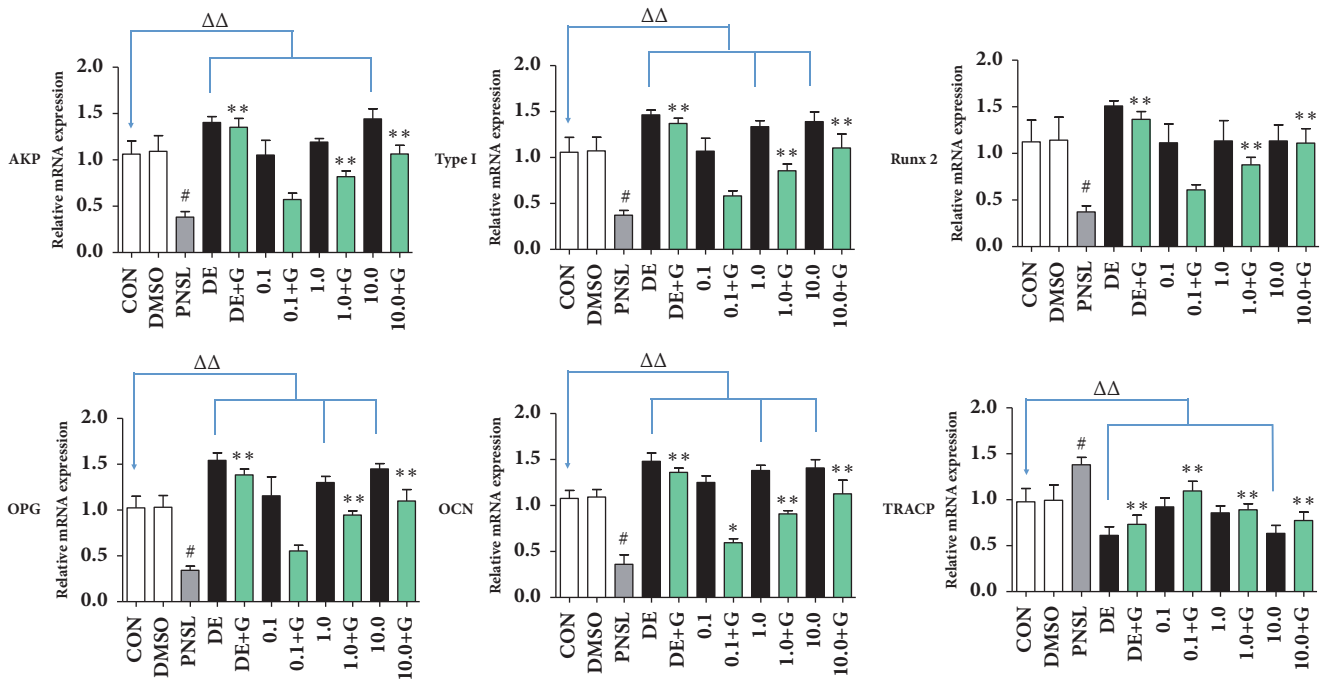 ΔΔ
2.0
1.5
1.0
0.5
0.0
Relative mRNA expression
AKP
#
**
**
**
CON
DMSO
PNSL
DE
DE+G
0.1
0.1+G
1.0
1.0+G
10.0
10.0+G
ΔΔ
2.0
1.5
1.0
0.5
0.0
Relative mRNA expression
Type I
#
**
**
**
CON
DMSO
PNSL
DE
DE+G
0.1
0.1+G
1.0
1.0+G
10.0
10.0+G
2.0
1.5
1.0
0.5
0.0
Relative mRNA expression
Runx 2
#
**
**
**
CON
DMSO
PNSL
DE
DE+G
0.1
0.1+G
1.0
1.0+G
10.0
10.0+G
ΔΔ
2.0
1.5
1.0
0.5
0.0
Relative mRNA expression
OPG
#
**
**
**
CON
DMSO
PNSL
DE
DE+G
0.1
0.1+G
1.0
1.0+G
10.0
10.0+G
ΔΔ
2.0
1.5
1.0
0.5
0.0
Relative mRNA expression
OCN
#
**
*
**
**
CON
DMSO
PNSL
DE
DE+G
0.1
0.1+G
1.0
1.0+G
10.0
10.0+G
ΔΔ
2.0
1.5
1.0
0.5
0.0
Relative mRNA expression
TRACP
#
**
**
**
**
CON
DMSO
PNSL
DE
DE+G
0.1
0.1+G
1.0
1.0+G
10.0
10.0+G